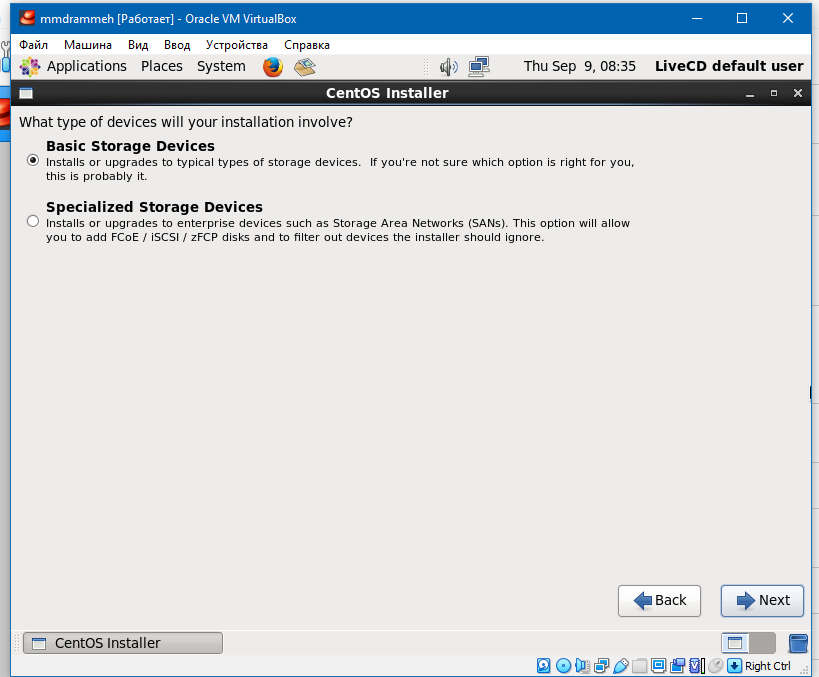 mmdrammeh [Работает] - Oracle VM VirtualBox
Файл Машина Вид Ввод Устройства Справка
Applications Places System Thu Sep 9, 08:35 LiveCD default user
CentOS Installer
What type of devices will your installation involve?
Basic Storage Devices
Installs or upgrades to typical types of storage devices. If you're not sure which option is right for you,
this is probably it.
Specialized Storage Devices
Installs or upgrades to enterprise devices such as Storage Area Networks (SANs). This option will allow
you to add FCoE / iSCSI / zFCP disks and to filter out devices the installer should ignore.
Back Next
CentOS Installer
Right Ctrl